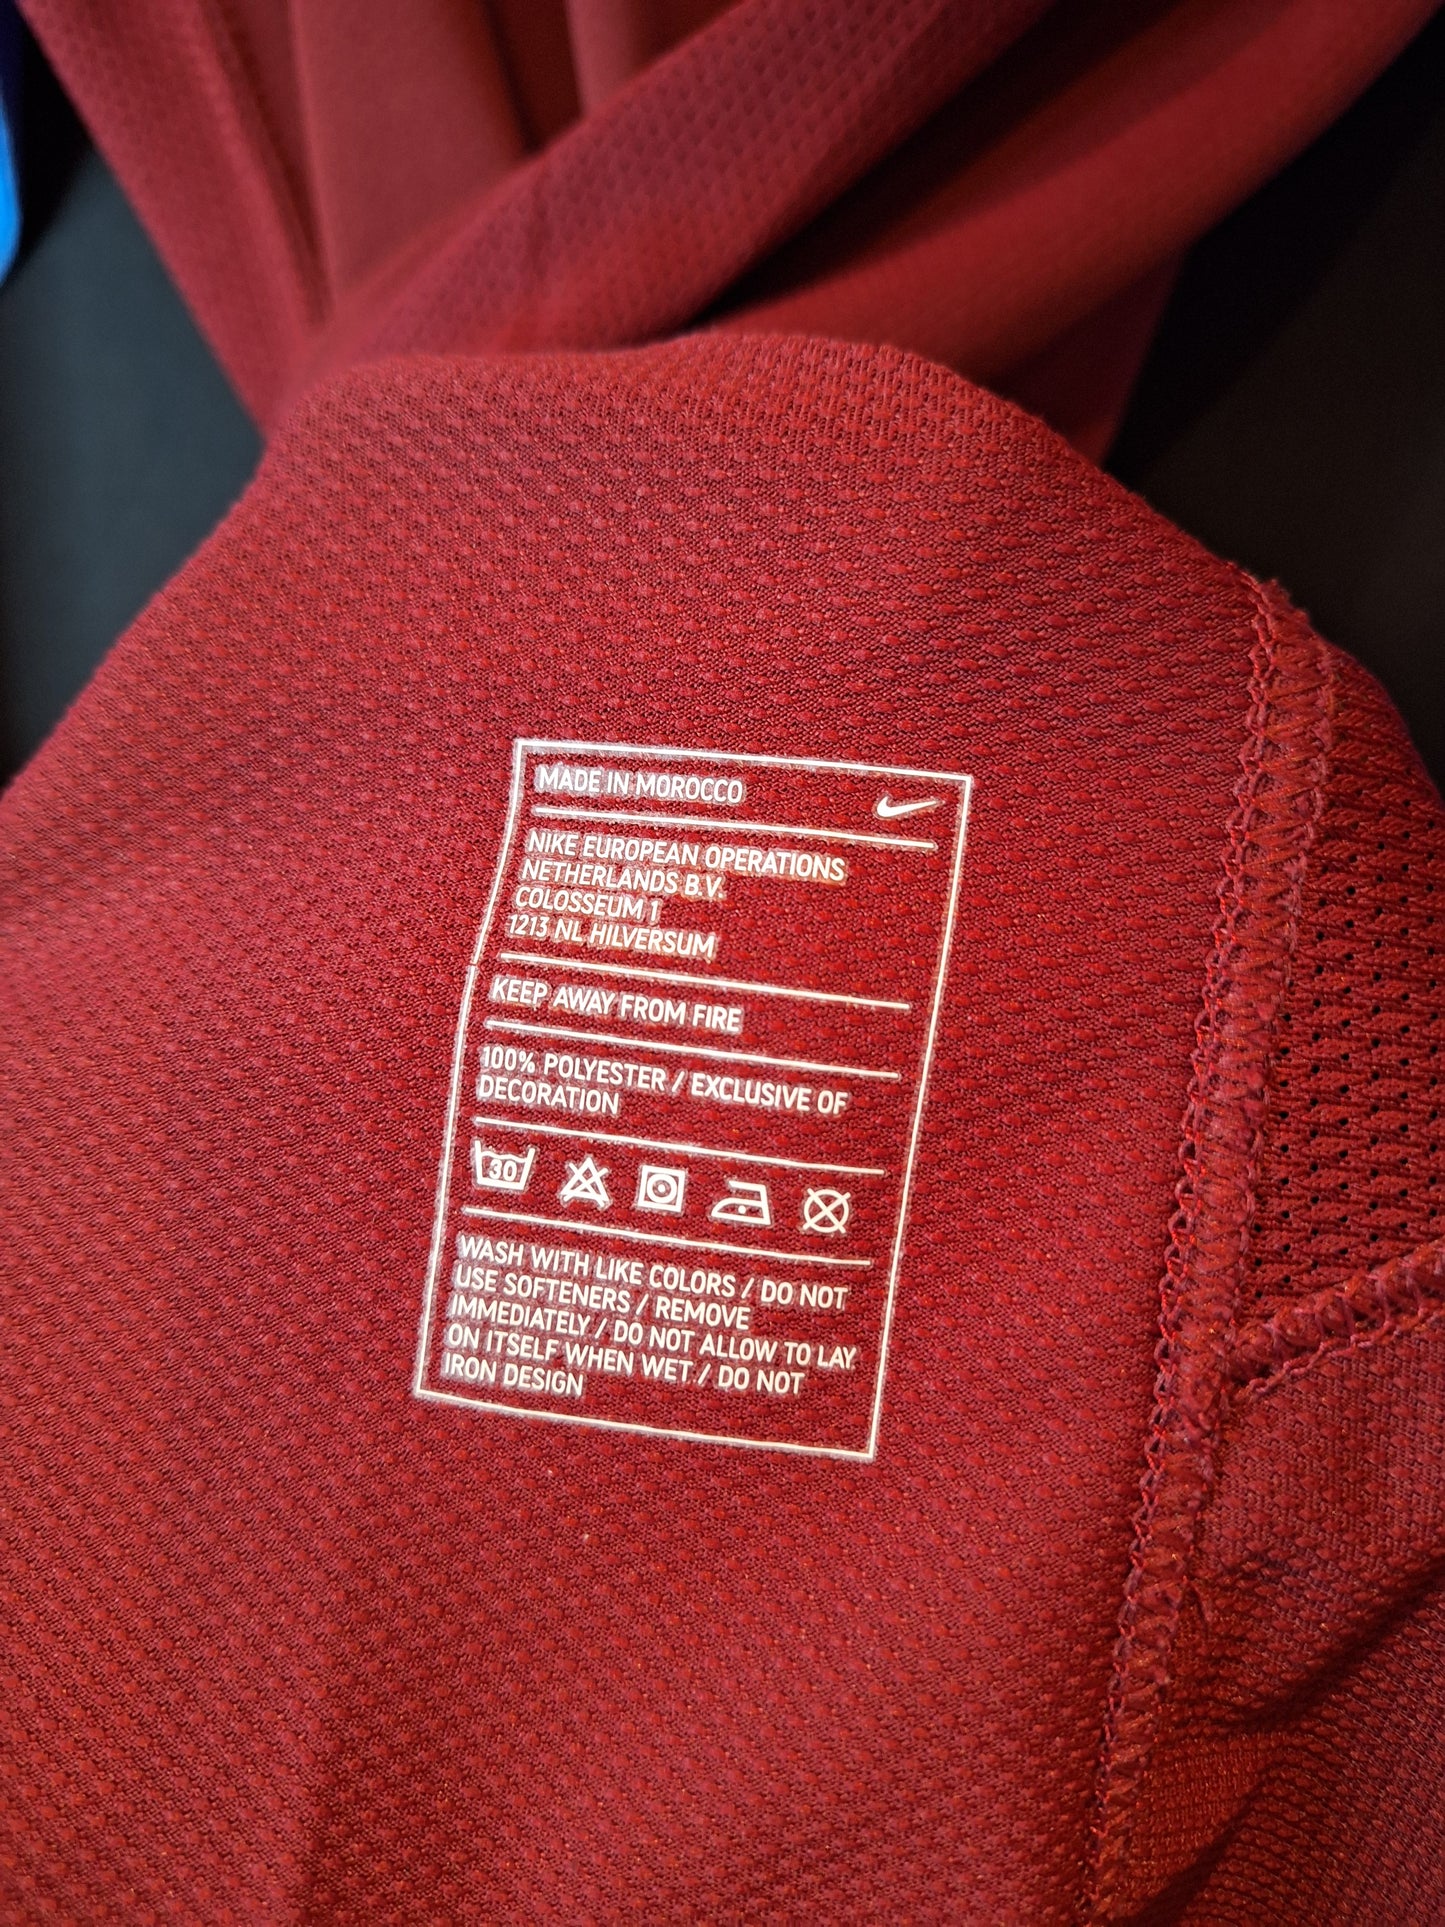 MADE IN MOROCCO
NIKE EUROPEAN OPERATIONS
NETHERLANDS B.V.
COLOSSEUM 1
1213 NL HILVERSUM
KEEP AWAY FROM FIRE
100% POLYESTER / EXCLUSIVE OF
DECORATION
30
WASH WITH LIKE COLORS / DO NOT
USE SOFTENERS / REMOVE
IMMEDIATELY / DO NOT ALLOW TO LAY
ON ITSELF WHEN WET / DO NOT
IRON DESIGN